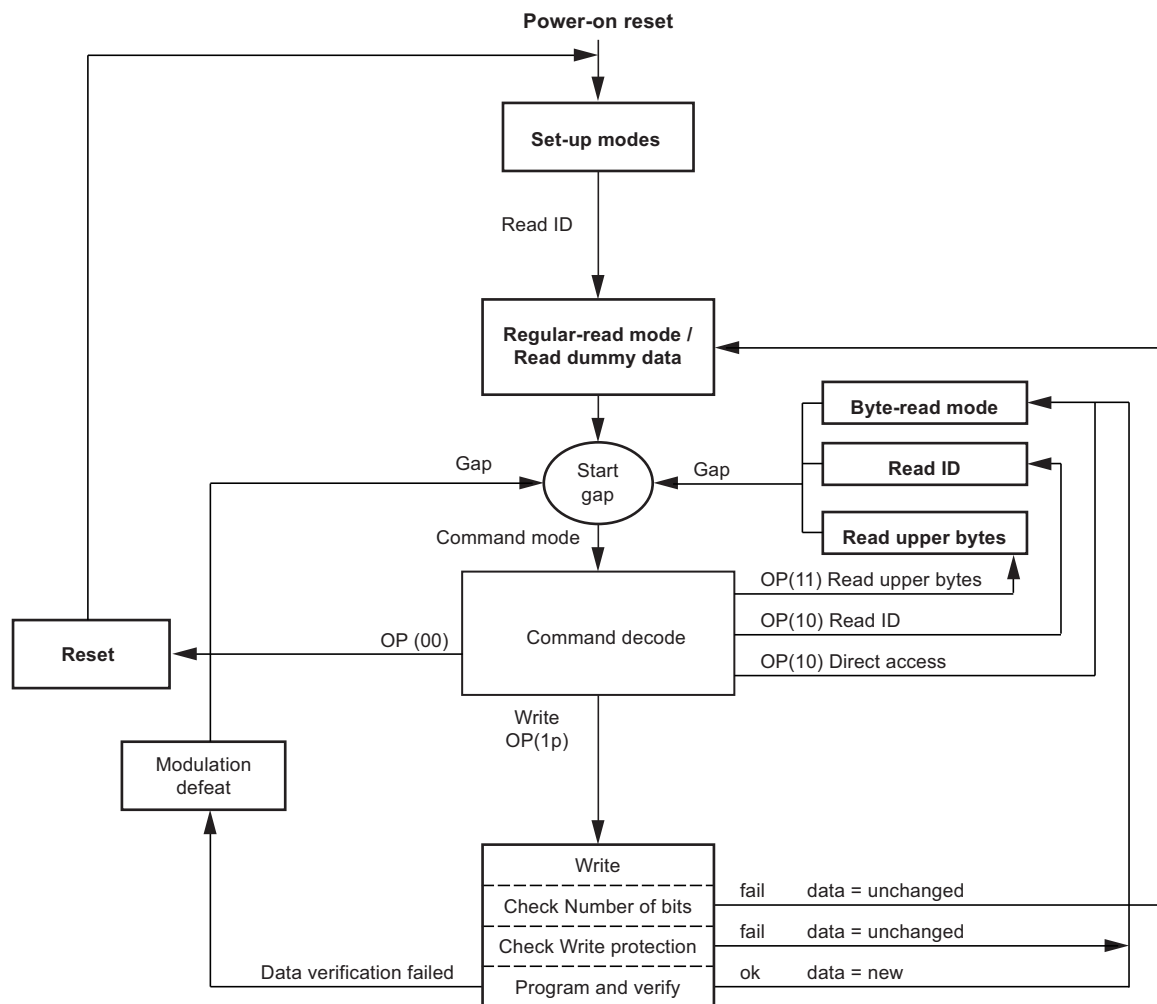 Power-on reset
Set-up modes
Read ID
Regular-read mode /
Read dummy data
Byte-read mode
Gap
Start
gap
Gap
Read ID
Command mode
Read upper bytes
OP(11) Read upper bytes
OP(10) Read ID
Command decode
OP (00)
Reset
OP(10) Direct access
Write
OP(1p)
Modulation
defeat
Write
fail data = unchanged
Check Number of bits
fail data = unchanged
Check Write protection
Data verification failed
ok data = new
Program and verify